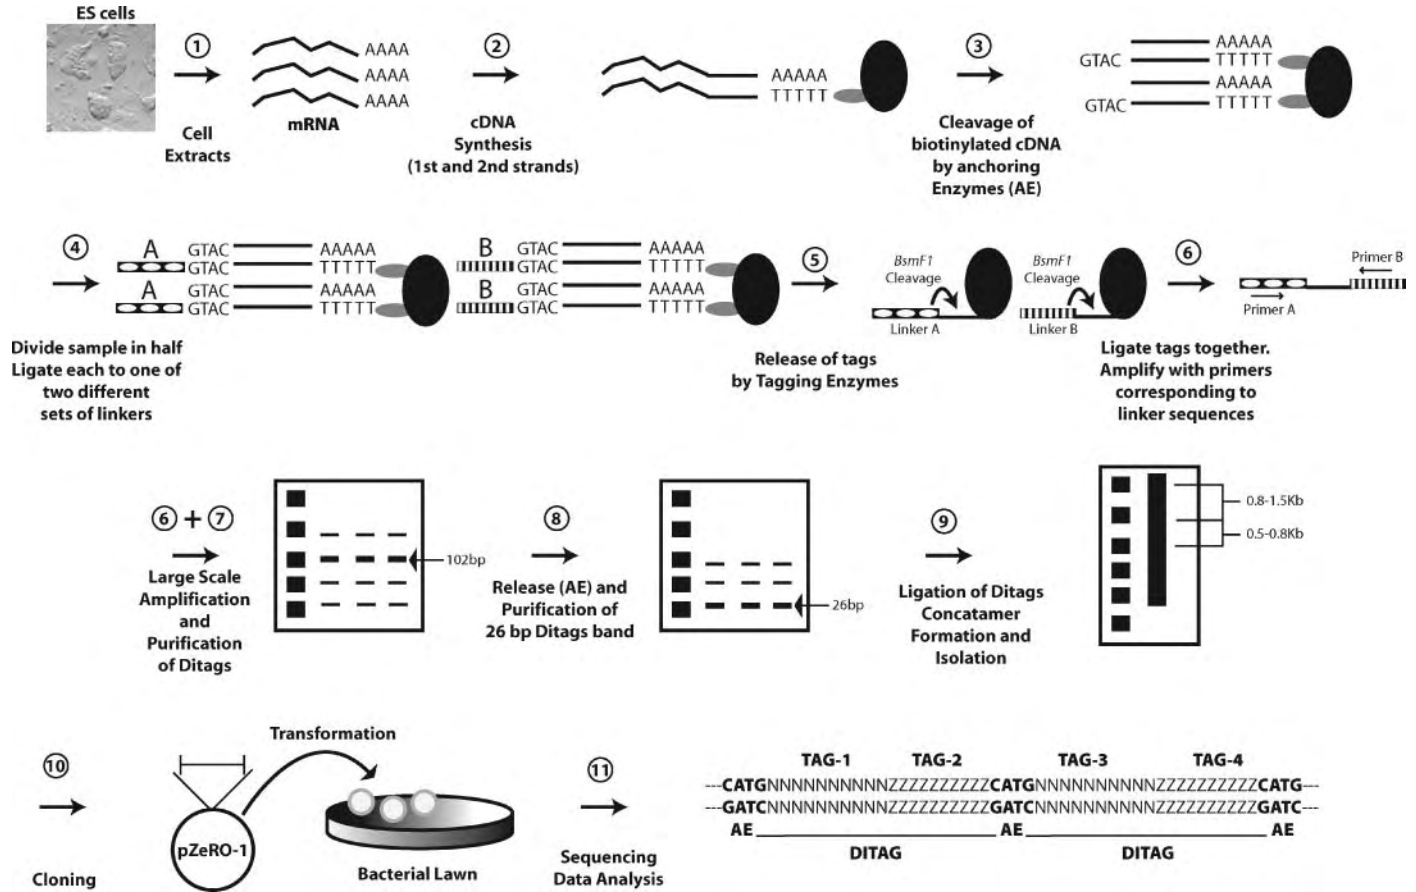 ES cells
1
Cell
Extracts
AAAA
AAAA
AAAA
mRNA
2
cDNA
Synthesis
(1st and 2nd strands)
AAAAA
TTTTT
3
Cleavage of
biotinylated cDNA
by anchoring
Enzymes (AE)
AAAAA
GTAC TTTTT
AAAAA
GTAC TTTTT
4
Divide sample in half
Ligate each to one of
two different
sets of linkers
A GTAC AAAAA
GTAC TTTTT
A GTAC AAAAA
GTAC TTTTT
B GTAC AAAAA
GTAC TTTTT
B GTAC AAAAA
GTAC TTTTT
5
Release of tags
by Tagging Enzymes
BsmF1
Cleavage
Linker A
BsmF1
Cleavage
Linker B
6
Ligate tags together.
Amplify with primers
corresponding to
linker sequences
Primer B
Primer A
6 + 7
Large Scale
Amplification
and
Purification
of Ditags
102bp
8
Release (AE) and
Purification of
26 bp Ditags band
26bp
9
Ligation of Ditags
Concatamer
Formation and
Isolation
0.8-1.5Kb
0.5-0.8Kb
10
Cloning
pZeRO-1
Transformation
Bacterial Lawn
11
Sequencing
Data Analysis
TAG-1 TAG-2 TAG-3 TAG-4
---CATGNNNNNNNNNNZZZZZZZZZZCATGNNNNNNNNNNZZZZZZZZZZCATG---
---GATCNNNNNNNNNNZZZZZZZZZZGATCNNNNNNNNNNZZZZZZZZZZGATC---
AE AE AE
DITAG DITAG